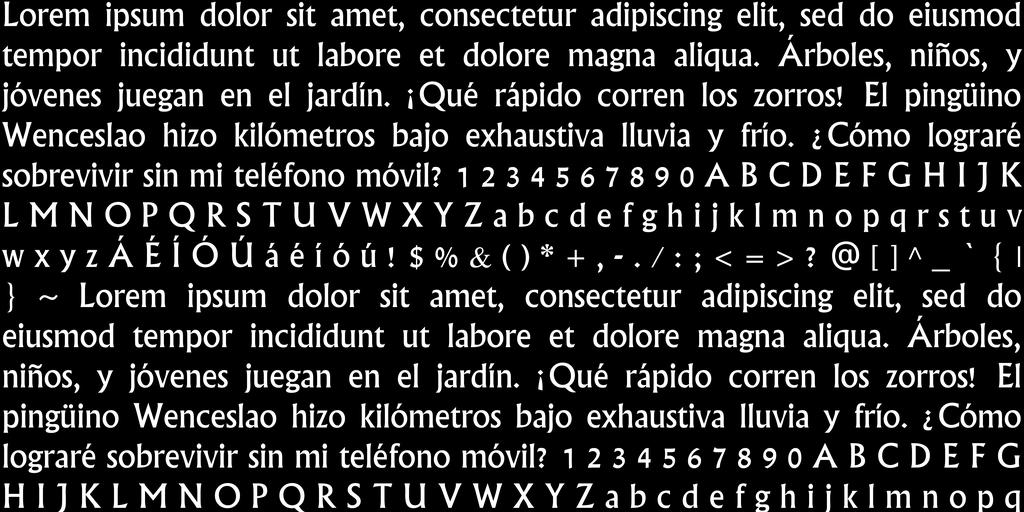 Lorem ipsum dolor sit amet, consectetur adipiscing elit, sed do eiusmod
tempor incididunt ut labore et dolore magna aliqua. Árboles, niños, y
jóvenes juegan en el jardín. ¡Qué rápido corren los zorros! El pingüino
Wenceslao hizo kilómetros bajo exhaustiva lluvia y frío. ¿Cómo lograré
sobrevivir sin mi teléfono móvil? 1 2 3 4 5 6 7 8 9 0 A B C D E F G H I J K
L M N O P Q R S T U V W X Y Z a b c d e f g h i j k l m n o p q r s t u v
w x y z Á É Í Ó Ú á é í ó ú ! $ % & ( ) * + , - . / : ; < = > ? @ [ ] ^ _ ` { |
} ~ Lorem ipsum dolor sit amet, consectetur adipiscing elit, sed do
eiusmod tempor incididunt ut labore et dolore magna aliqua. Árboles,
niños, y jóvenes juegan en el jardín. ¡Qué rápido corren los zorros! El
pingüino Wenceslao hizo kilómetros bajo exhaustiva lluvia y frío. ¿Cómo
lograré sobrevivir sin mi teléfono móvil? 1 2 3 4 5 6 7 8 9 0 A B C D E F G
H I J K L M N O P Q R S T U V W X Y Z a b c d e f g h i j k l m n o p q